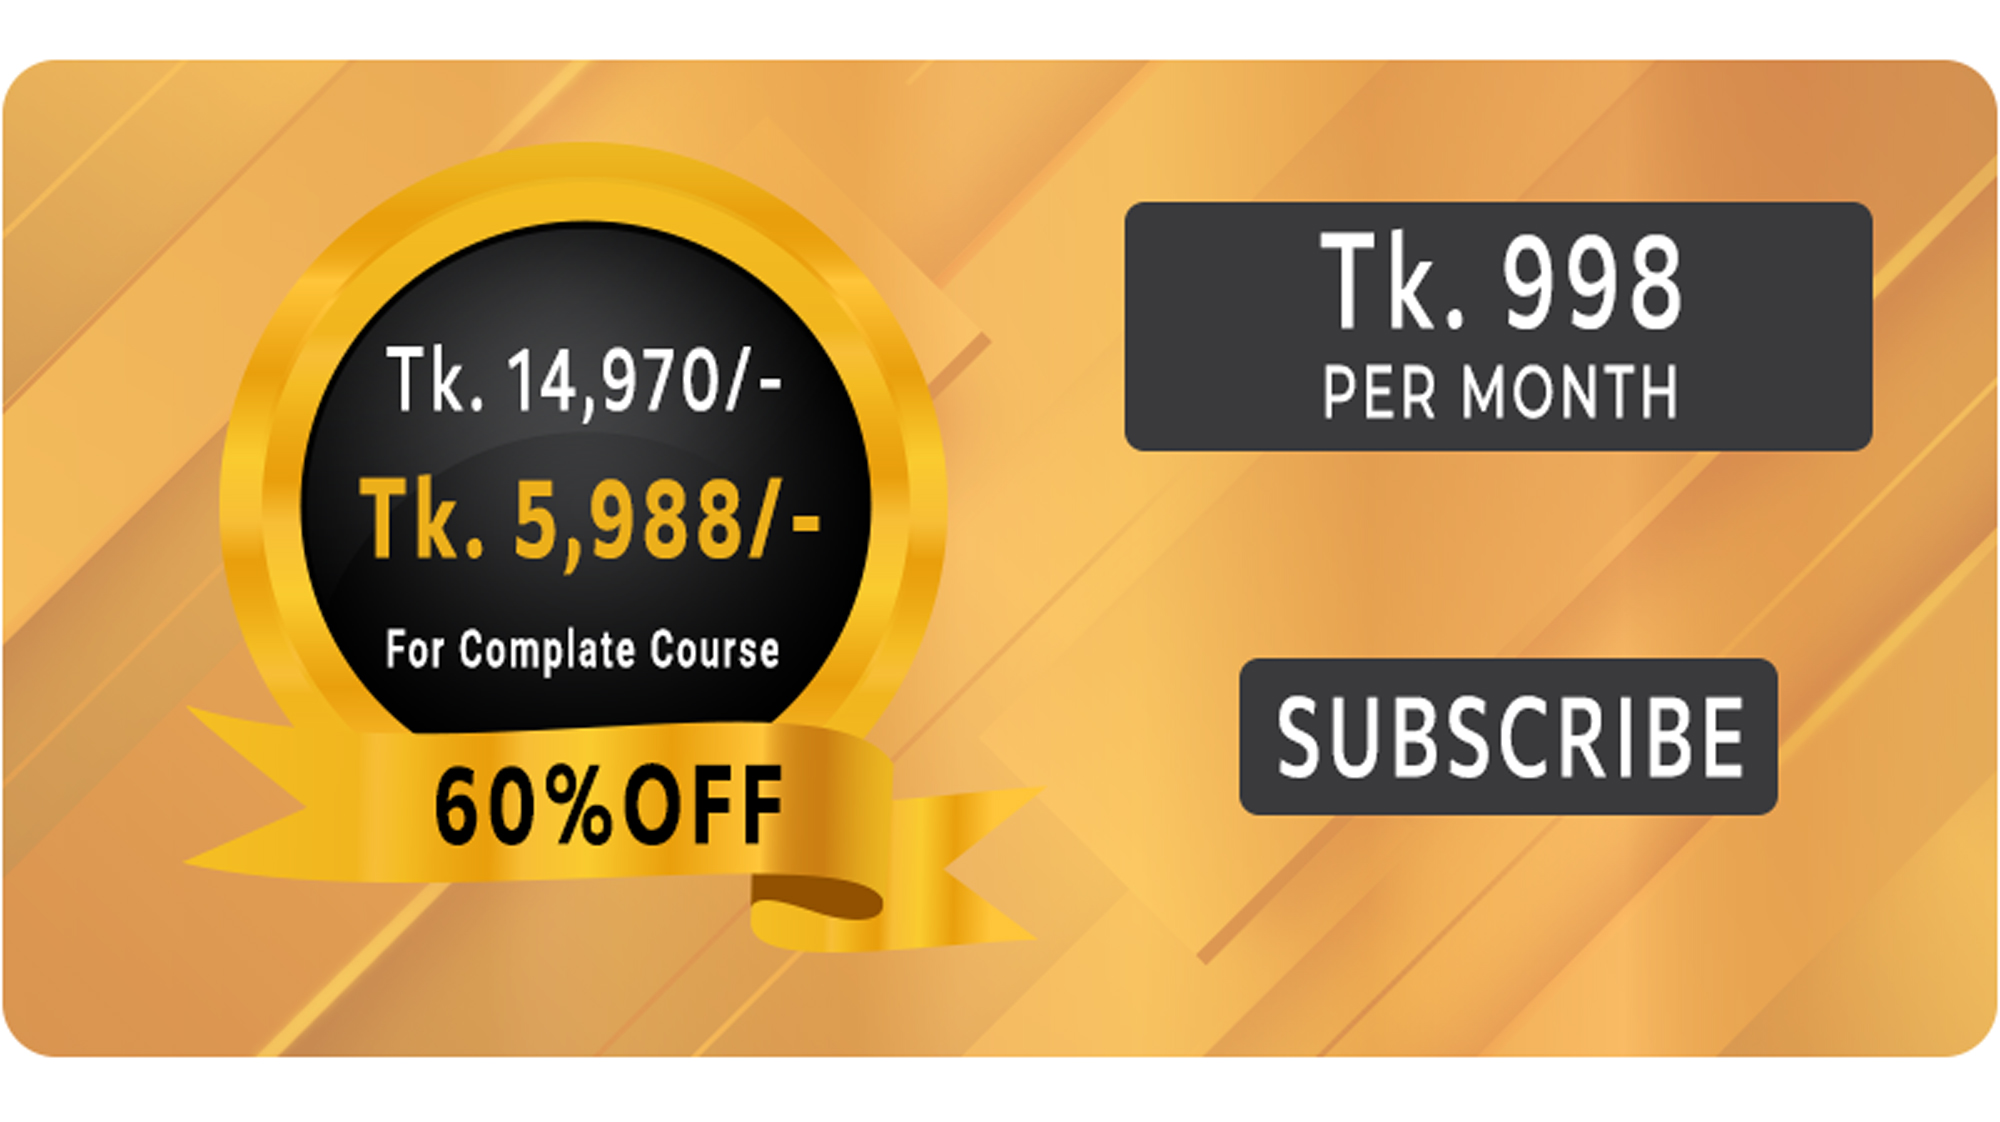 Tk. 14,970/-
Tk. 5,988/-
For Complate Course
60%OFF
Tk. 998
PER MONTH
SUBSCRIBE